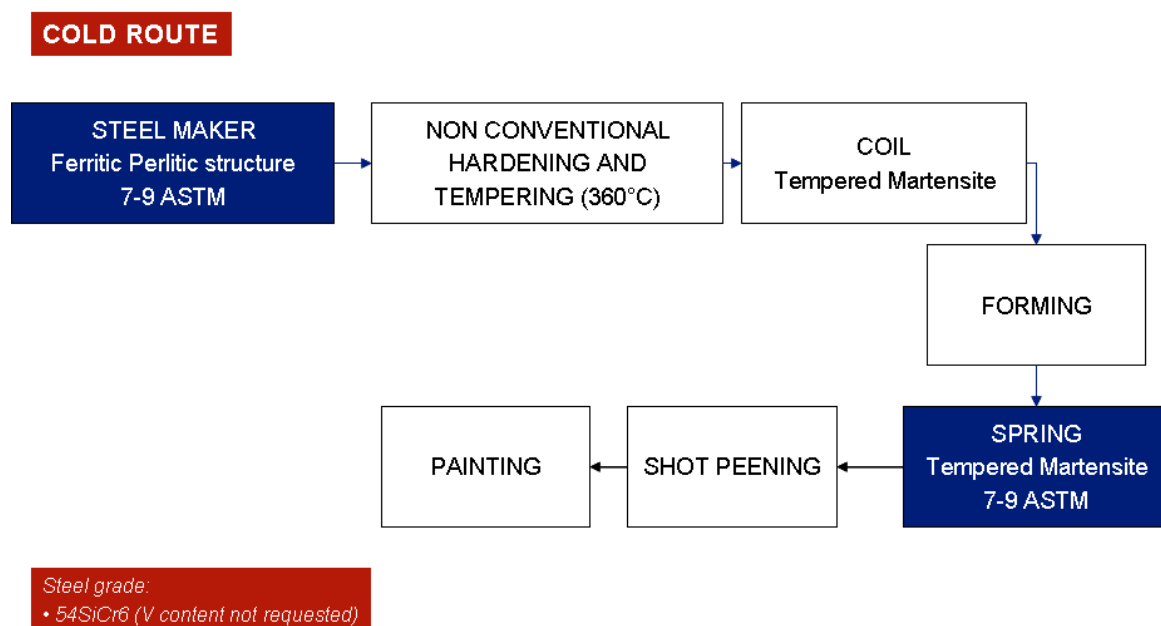 COLD ROUTE
STEEL MAKER
Ferritic Perlitic structure
7-9 ASTM
NON CONVENTIONAL
HARDENING AND
TEMPERING (360°C)
COIL
Tempered Martensite
FORMING
SPRING
Tempered Martensite
7-9 ASTM
SHOT PEENING
PAINTING
Steel grade:
• 54SiCr6 (V content not requested)